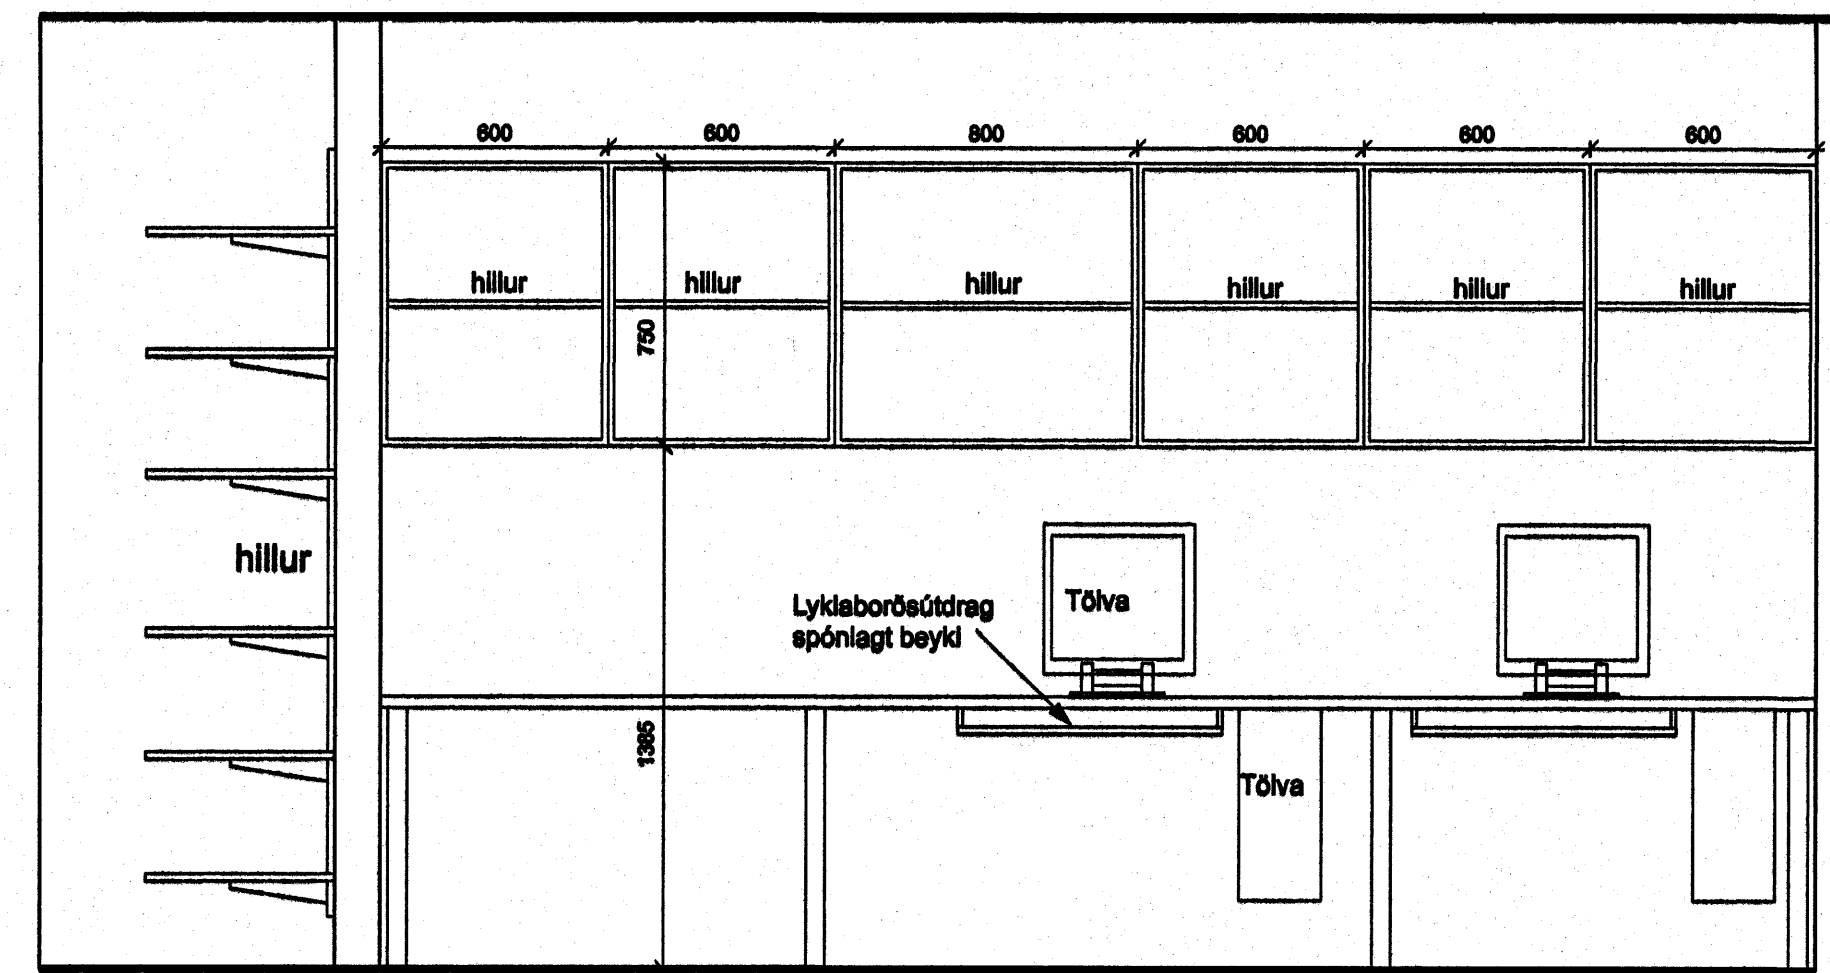 600 600 800 600 600 600
hillur hillur hillur hillur hillur hillur
750
hillur
Lyklaborðsútdrag
spónlagt beyki
Tölva
1385
Tölva